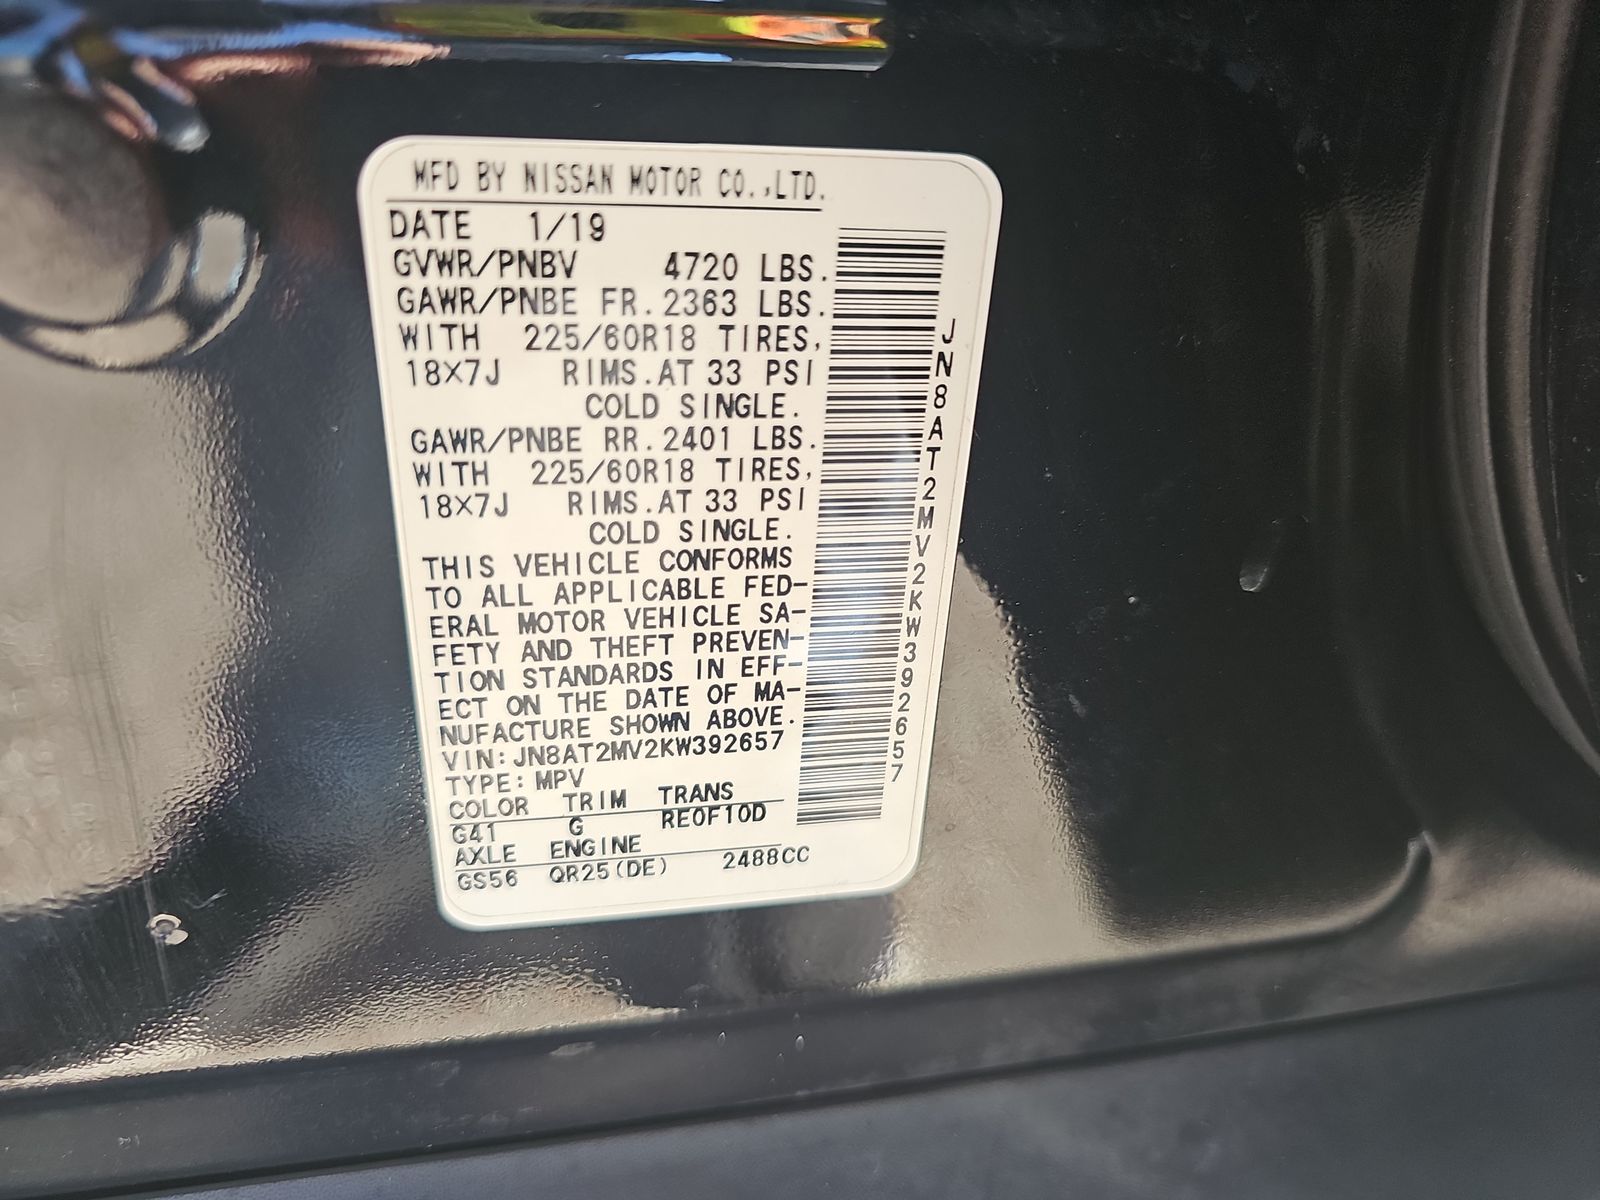 MFD BY NISSAN MOTOR CO.,LTD.
DATE 1/19
GVWR/PNBV 4720 LBS.
GAWR/PNBE FR. 2363 LBS.
WITH 225/60R18 TIRES,
18X7J RIMS.AT 33 PSI
COLD SINGLE.
GAWR/PNBE RR. 2401 LBS.
WITH 225/60R18 TIRES,
18X7J RIMS.AT 33 PSI
COLD SINGLE.
THIS VEHICLE CONFORMS
TO ALL APPLICABLE FED-
ERAL MOTOR VEHICLE SA-
FETY AND THEFT PREVEN-
TION STANDARDS IN EFF-
ECT ON THE DATE OF MA-
NUFACTURE SHOWN ABOVE.
VIN:JN8AT2MV2KW392657
TYPE:MPV
COLOR TRIM TRANS
G41 G RE0F10D
AXLE ENGINE
GS56 QR25(DE) 2488CC
JN8AT2MV2KW392657